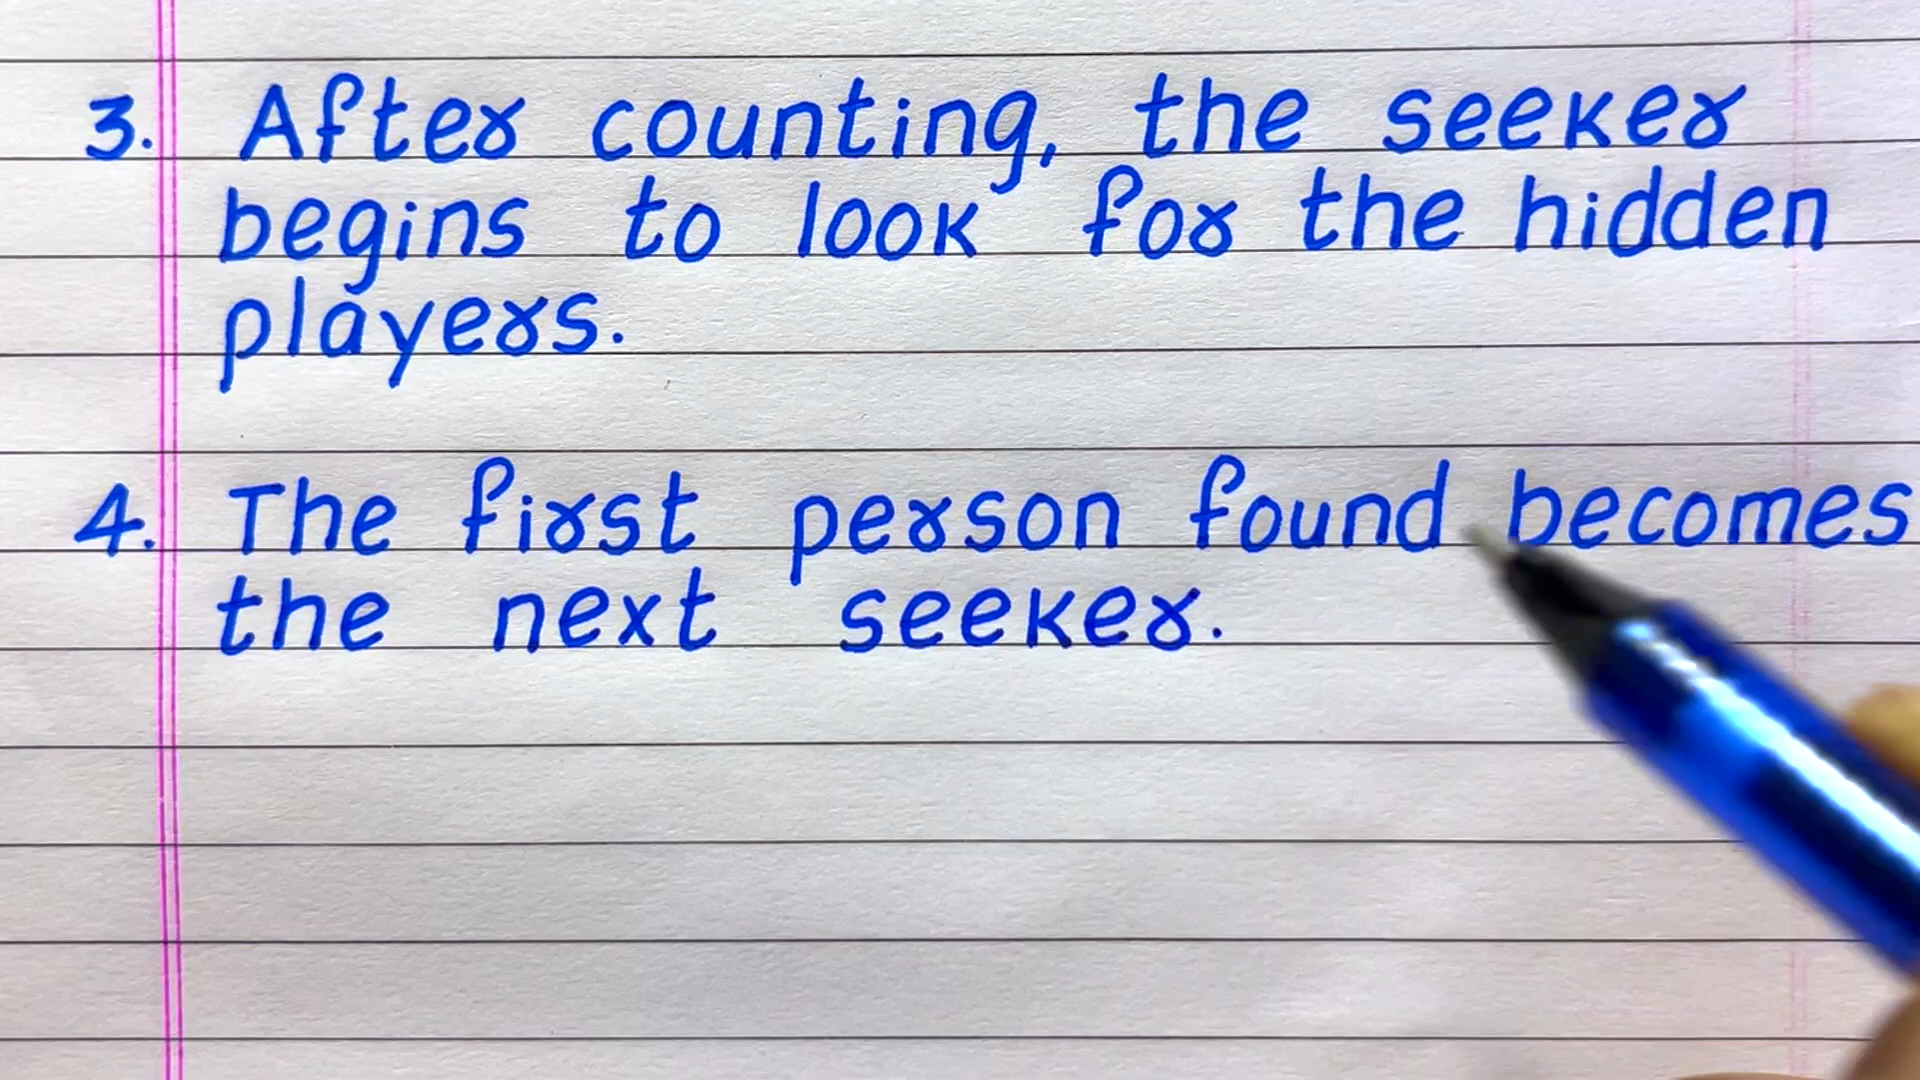 3. After counting, the seeker
begins to look for the hidden
players.
4. The first person found becomes
the next seeker.